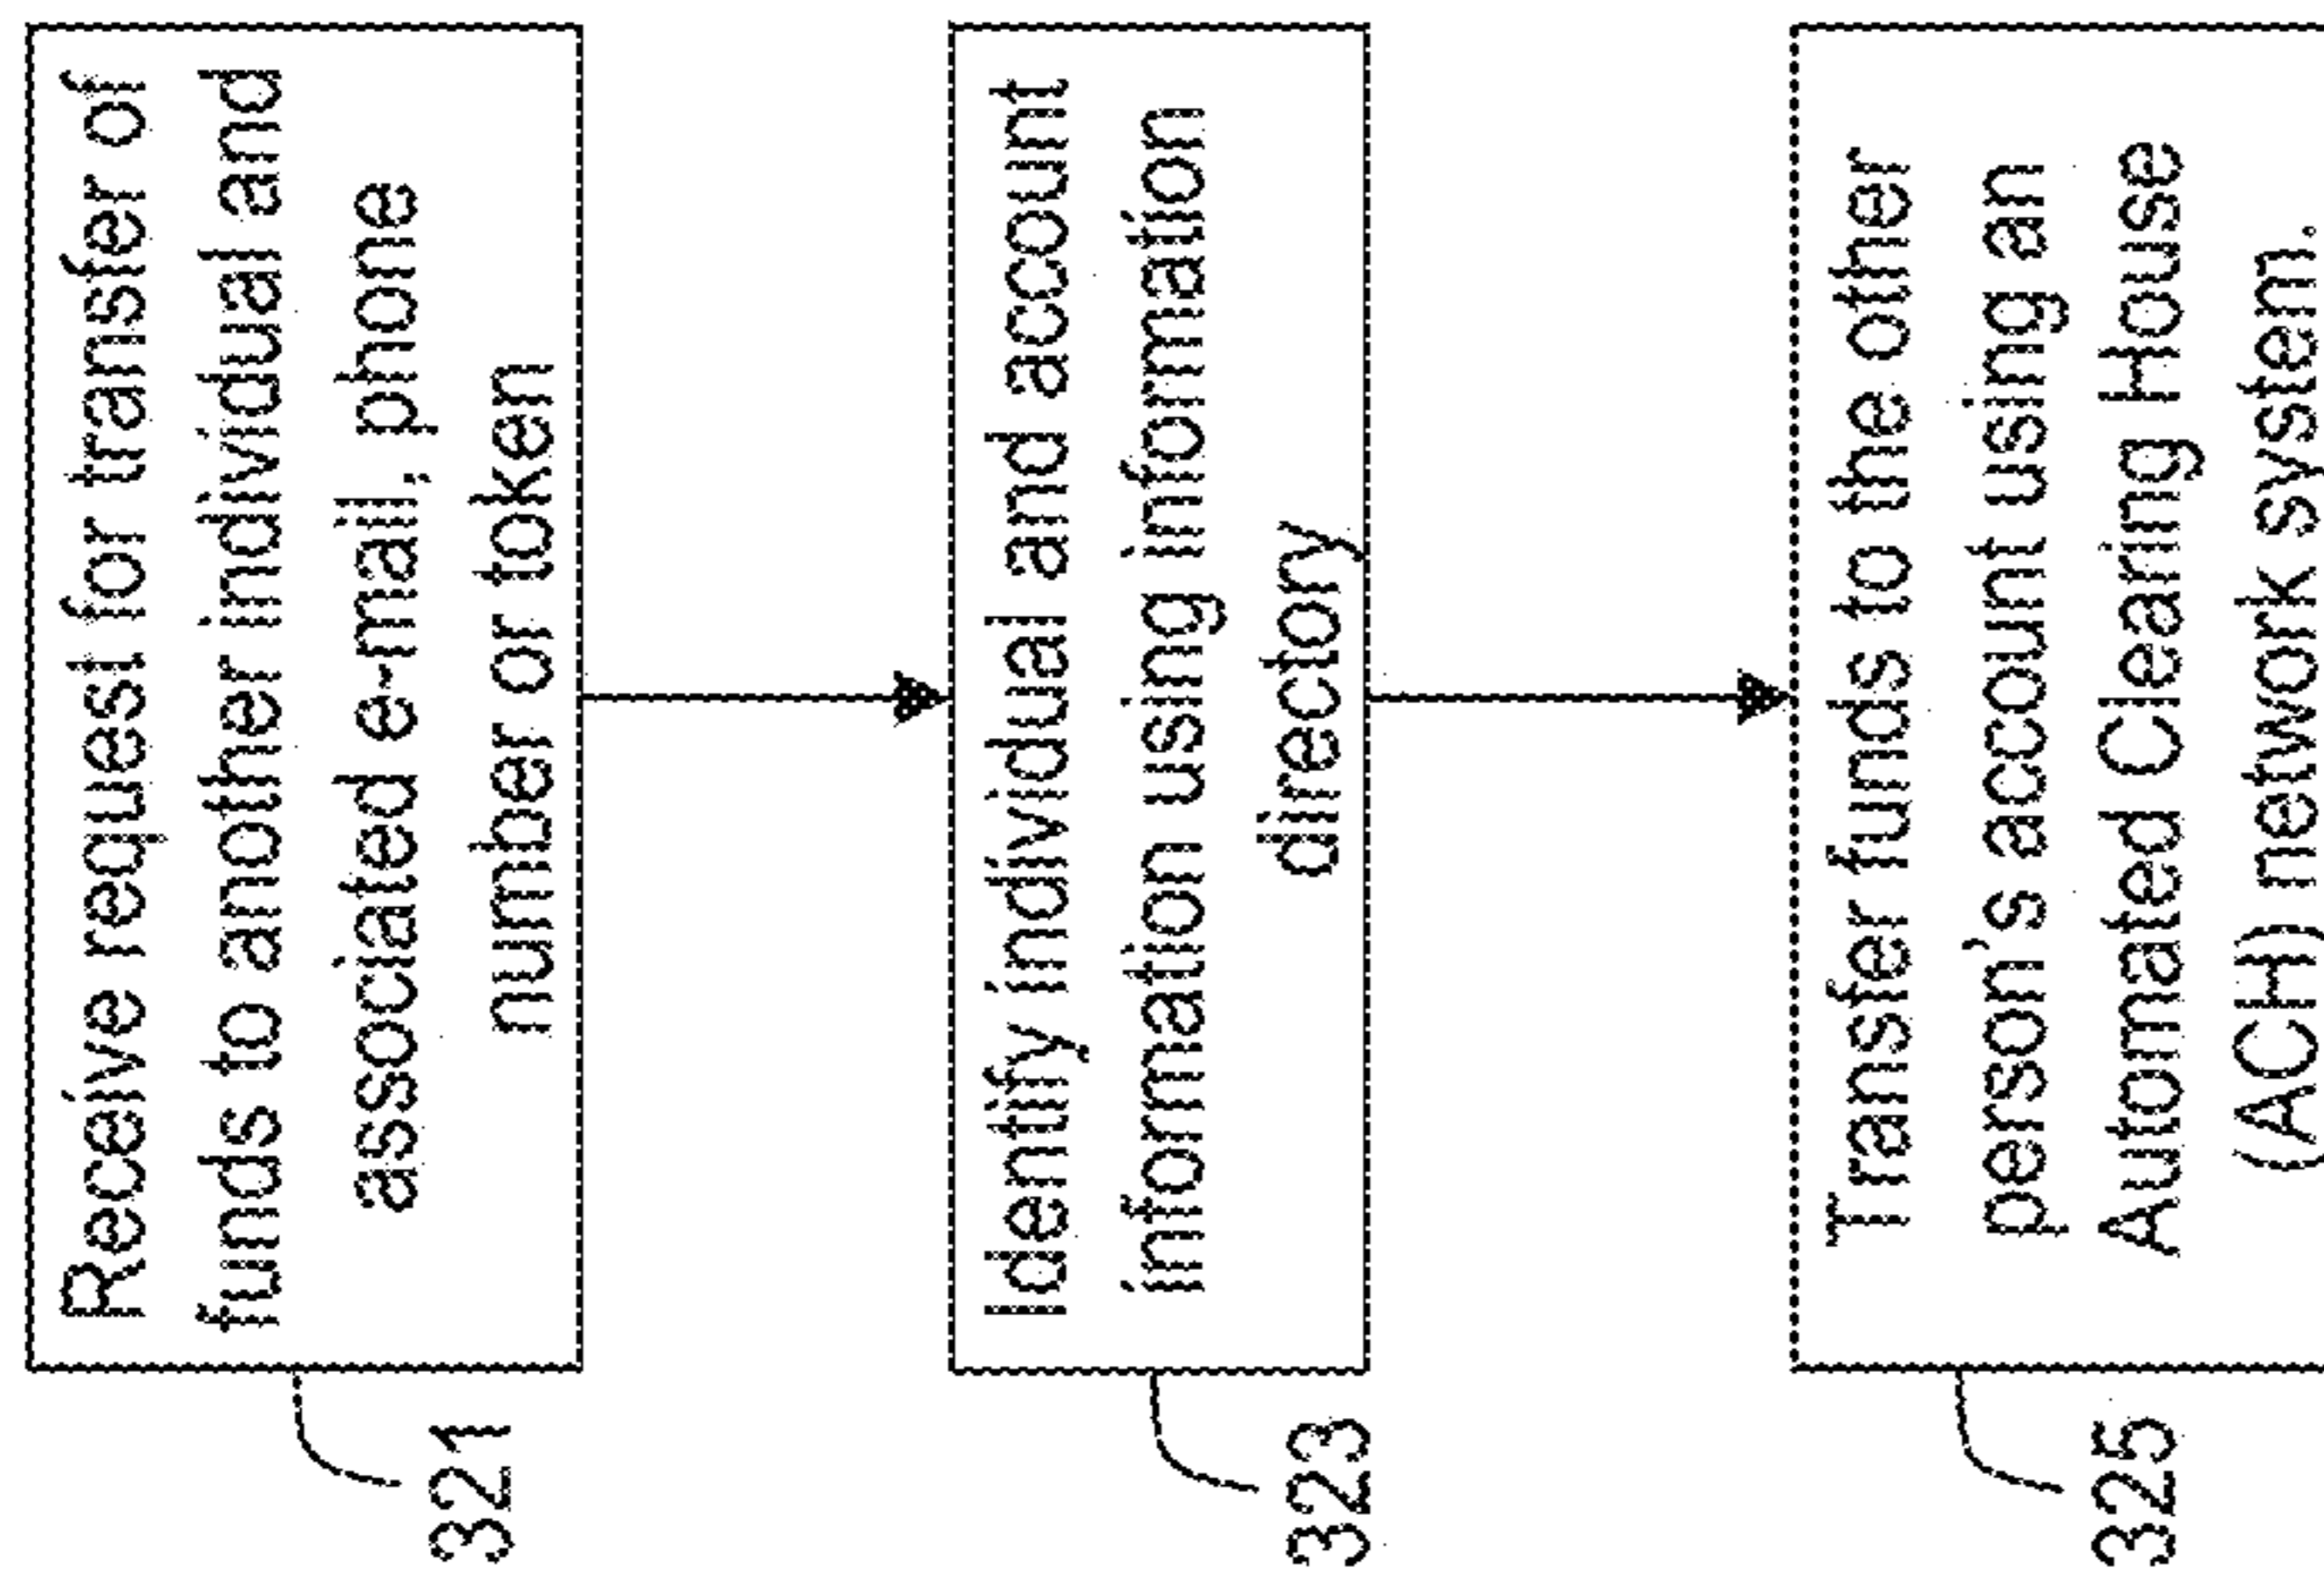 Receive request for transfer of
funds to another individual and
associated e-mail, phone
number or token
321
Identify individual and account
information using information
directory
323
Transfer funds to the other
person's account using an
Automated Clearing House
(ACH) network system.
325